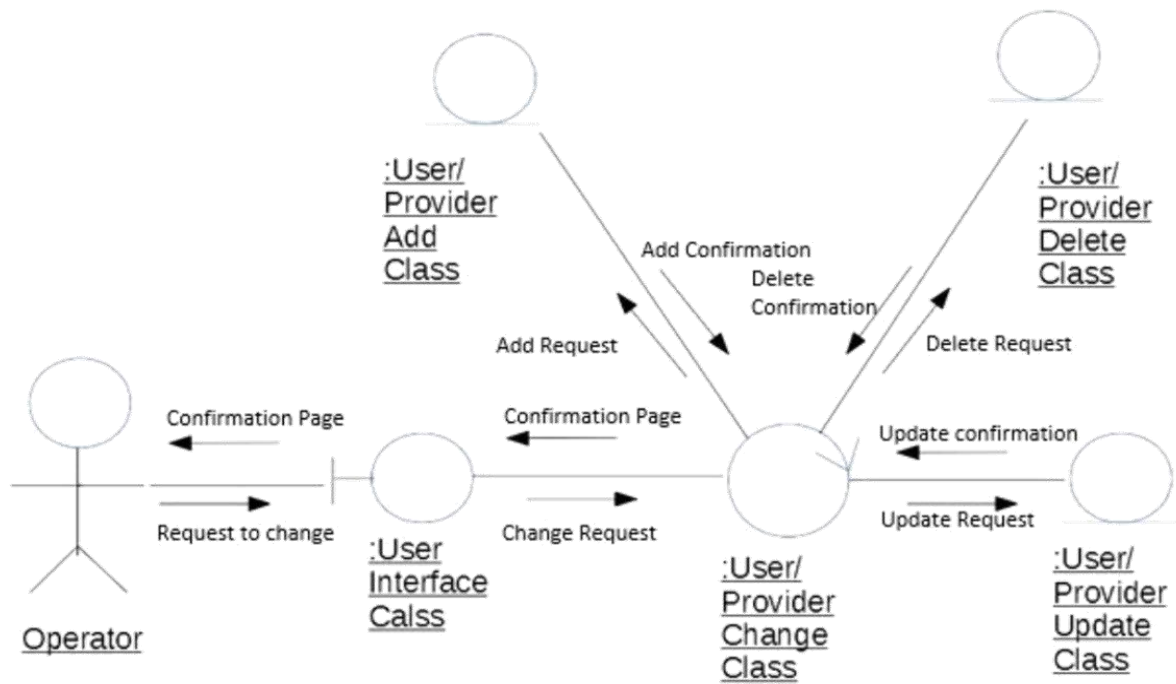 :User/
Provider
Add
Class
:User/
Provider
Delete
Class
Add Confirmation
Delete
Confirmation
Add Request
Delete Request
Confirmation Page
Confirmation Page
Update confirmation
Request to change
Change Request
Update Request
Operator
:User
Interface
Calss
:User/
Provider
Change
Class
:User/
Provider
Update
Class